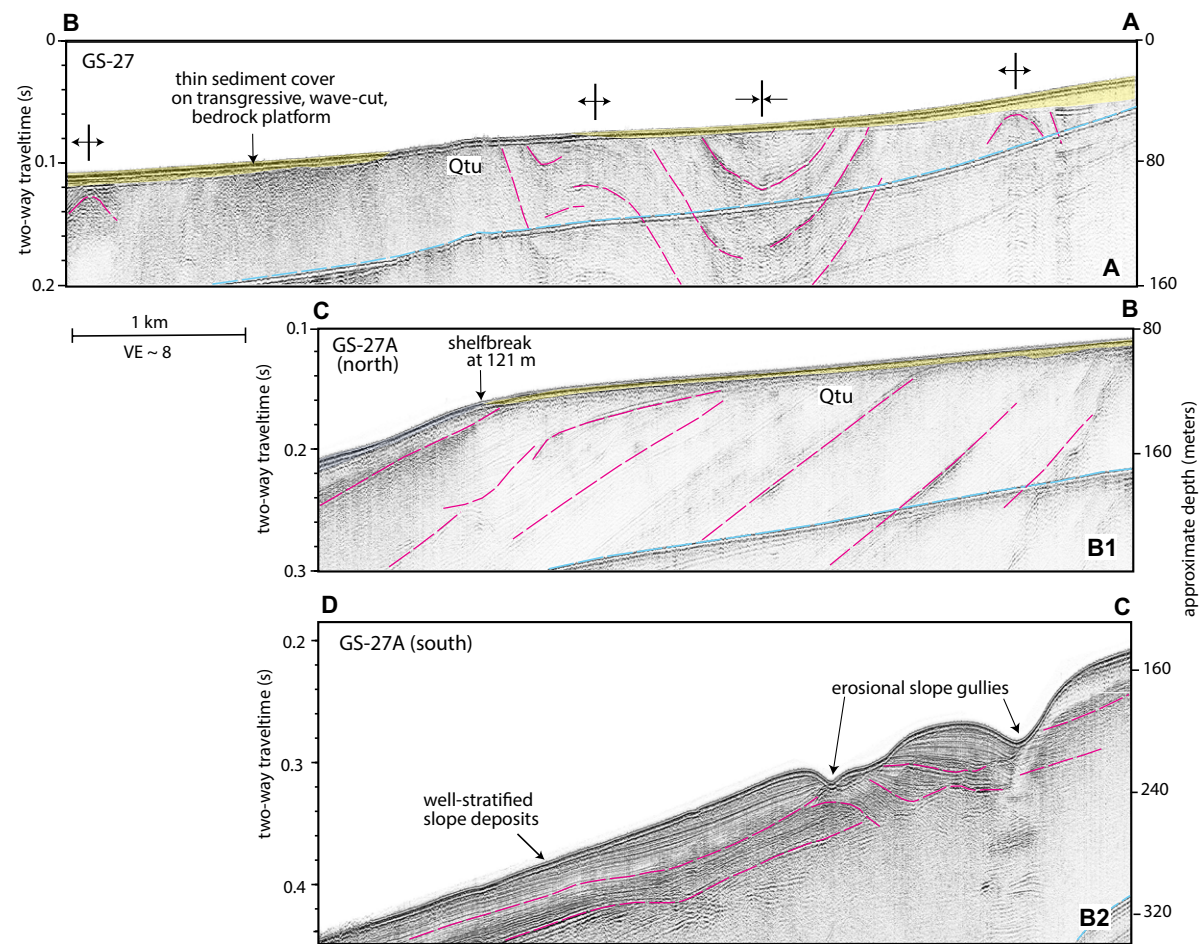 B
A
0
0
GS-27
thin sediment cover
on transgressive, wave-cut,
bedrock platform
two-way traveltime (s)
0.1
80
Qtu
A
0.2
160
1 km
VE ~ 8
C
B
0.1
80
GS-27A
(north)
shelfbreak
at 121 m
two-way traveltime (s)
Qtu
0.2
160
B1
0.3
approximate depth (meters)
D
C
0.2
GS-27A (south)
160
erosional slope gullies
two-way traveltime (s)
0.3
240
well-stratified
slope deposits
0.4
B2
320